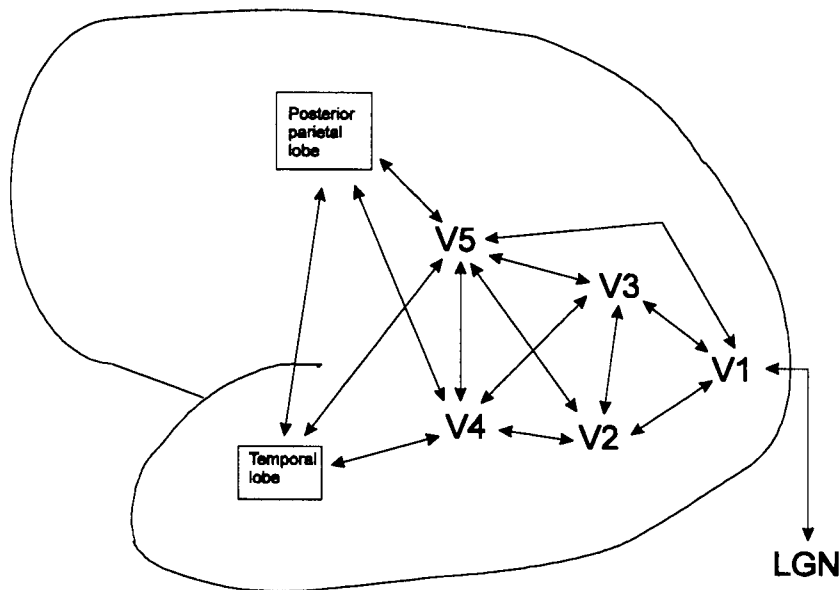 Posterior
parietal
lobe
V5
V3
V1
V4
V2
Temporal
lobe
LGN